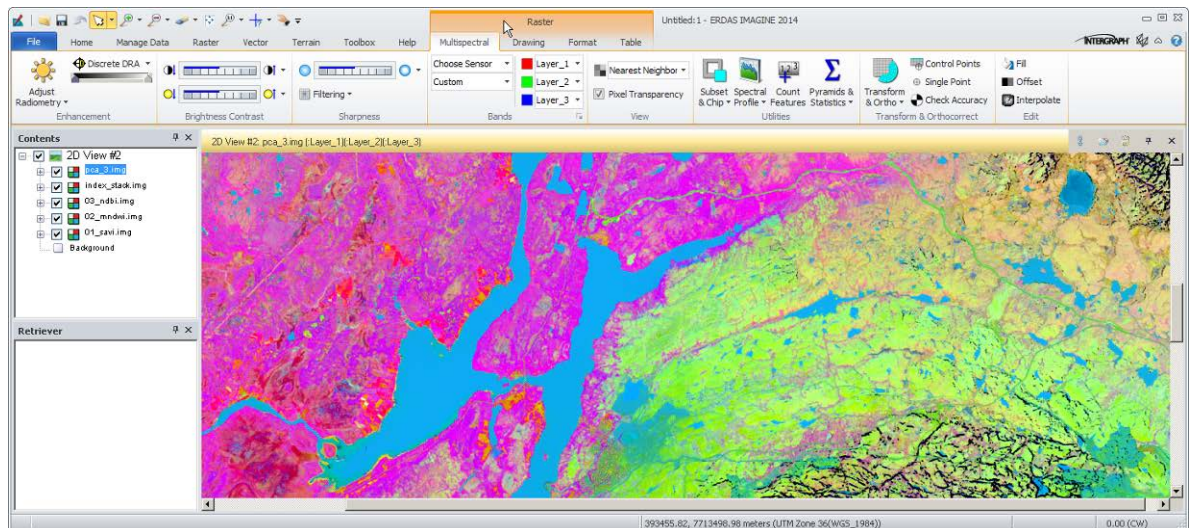 Raster
Untitled:1 - ERDAS IMAGINE 2014
File Home Manage Data Raster Vector Terrain Toolbox Help Multispectral Drawing Format Table
INTERGRAPH
Discrete DRA
Adjust Radiometry
Enhancement
Brightness Contrast
Filtering
Sharpness
Choose Sensor
Custom
Layer_1
Layer_2
Layer_3
Bands
Nearest Neighbor
Pixel Transparency
View
Subset & Chip
Spectral Profile
Count Features
Pyramids & Statistics
Utilities
Transform & Ortho
Control Points
Single Point
Check Accuracy
Transform & Orthocorrect
Fill
Offset
Interpolate
Edit
Contents
2D View #2
pca_3.img
index_stack.img
03_ndbi.img
02_mndwi.img
01_savi.img
Background
Retriever
2D View #2: pca_3.img (:Layer_1)(:Layer_2)(:Layer_3)
393455.82, 7713498.98 meters (UTM Zone 36(WGS_1984))
0.00 (CW)